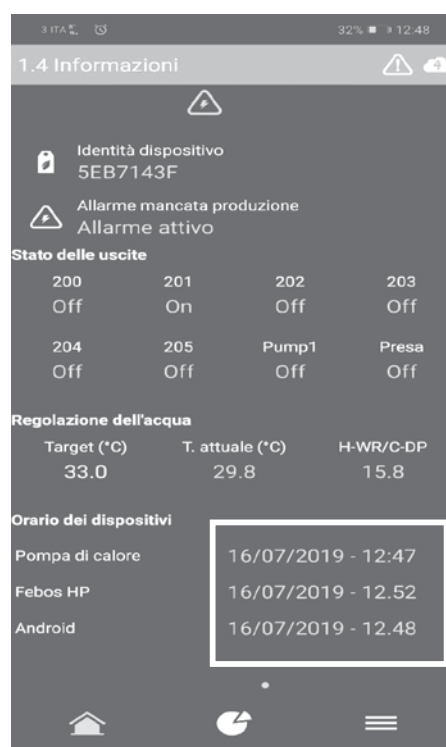 3 ITA 32% 12.48
1.4 Informazioni
Identità dispositivo
5EB7143F
Allarme mancata produzione
Allarme attivo
Stato delle uscite
200 201 202 203
Off On Off Off
204 205 Pump1 Presa
Off Off Off Off
Regolazione dell'acqua
Target (°C) T. attuale (°C) H-WR/C-DP
33.0 29.8 15.8
Orario dei dispositivi
Pompa di calore 16/07/2019 - 12:47
Febos HP 16/07/2019 - 12.52
Android 16/07/2019 - 12.48